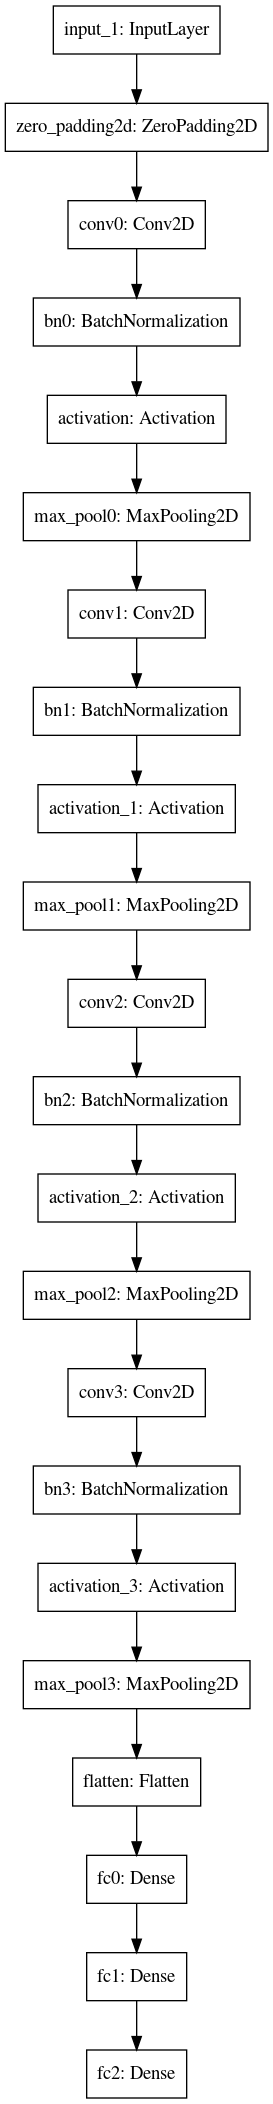 input_1: InputLayer
zero_padding2d: ZeroPadding2D
conv0: Conv2D
bn0: BatchNormalization
activation: Activation
max_pool0: MaxPooling2D
conv1: Conv2D
bn1: BatchNormalization
activation_1: Activation
max_pool1: MaxPooling2D
conv2: Conv2D
bn2: BatchNormalization
activation_2: Activation
max_pool2: MaxPooling2D
conv3: Conv2D
bn3: BatchNormalization
activation_3: Activation
max_pool3: MaxPooling2D
flatten: Flatten
fc0: Dense
fc1: Dense
fc2: Dense